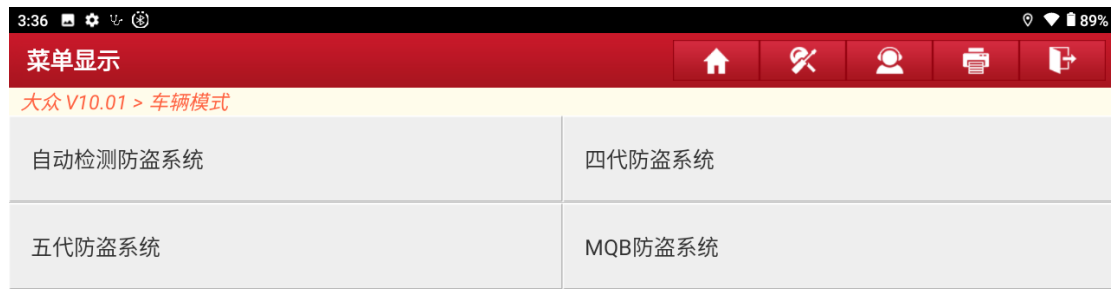 3:36 89%
菜单显示
大众 V10.01 > 车辆模式
自动检测防盗系统 四代防盗系统
五代防盗系统 MQB防盗系统